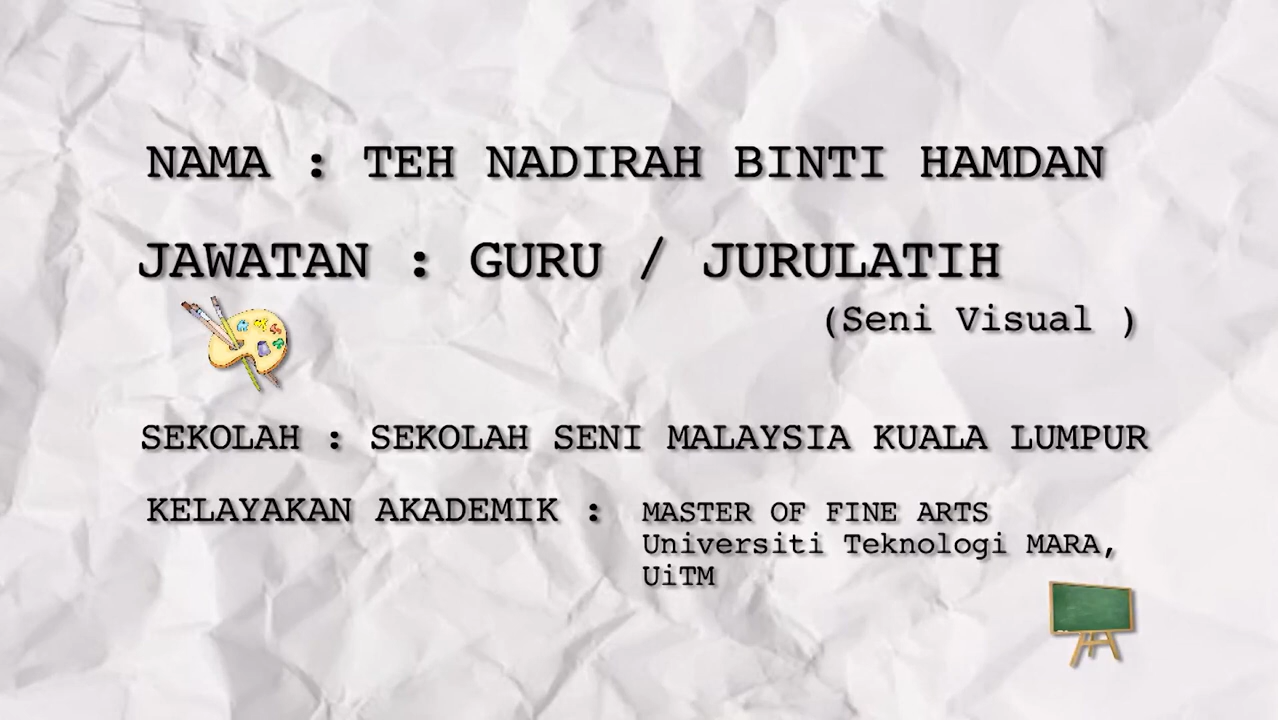 NAMA : TEH NADIRAH BINTI HAMDAN
JAWATAN : GURU / JURULATIH
(Seni Visual )
SEKOLAH : SEKOLAH SENI MALAYSIA KUALA LUMPUR
KELAYAKAN AKADEMIK : MASTER OF FINE ARTS
Universiti Teknologi MARA,
UiTM